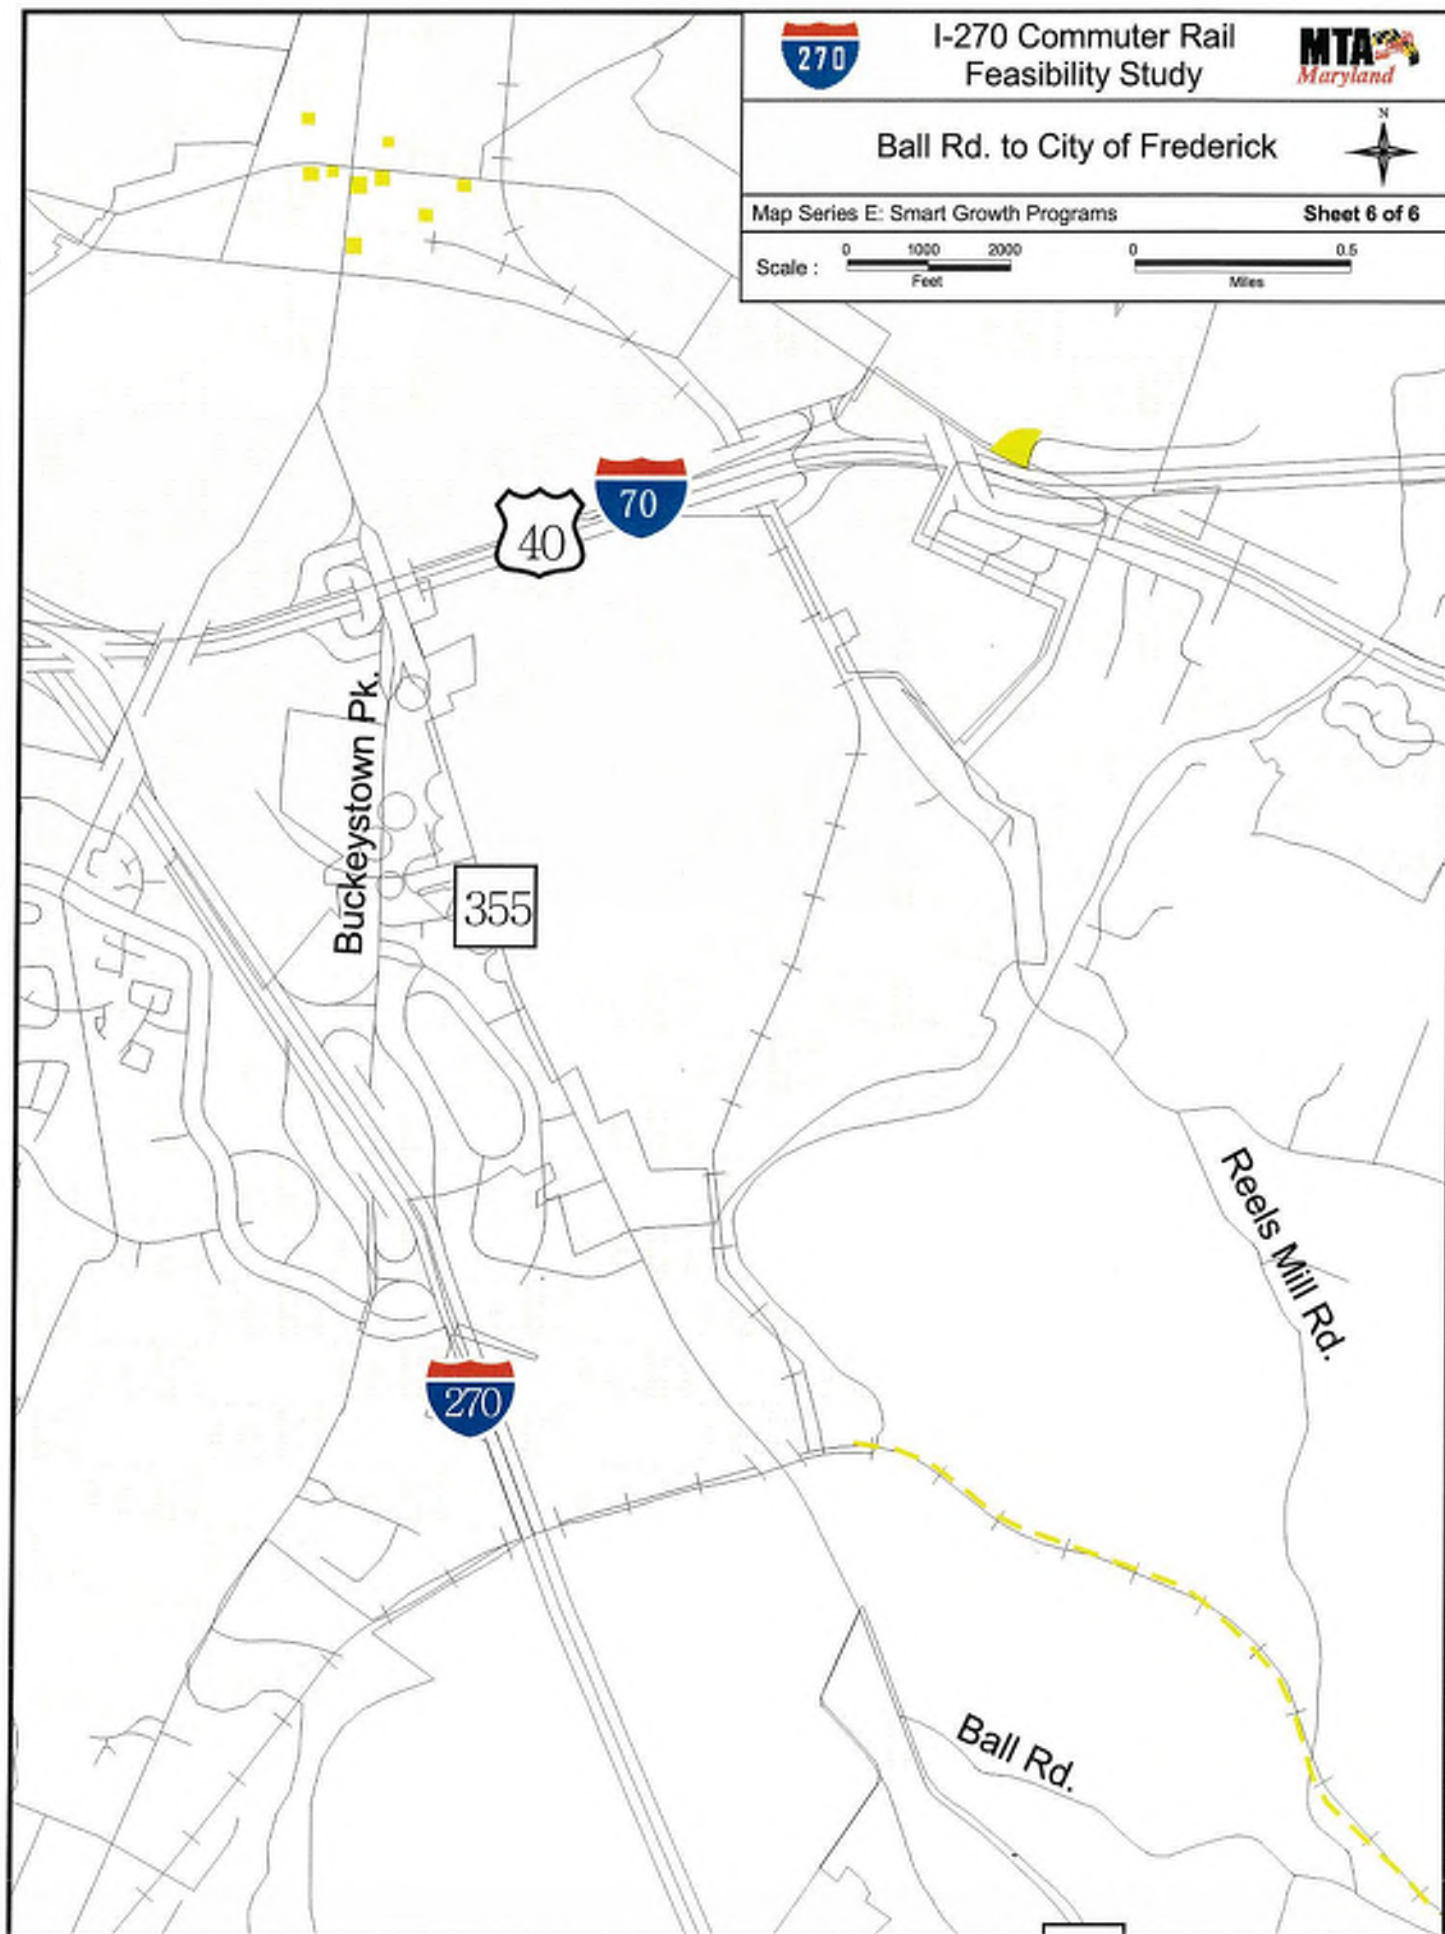 I-270 Commuter Rail
Feasibility Study
270
MTA
Maryland
N
Ball Rd. to City of Frederick
Map Series E: Smart Growth Programs
Sheet 6 of 6
Scale :
0 1000 2000
Feet
0 0.5
Miles
70
40
Buckeystown Pk.
355
Reels Mill Rd.
270
Ball Rd.